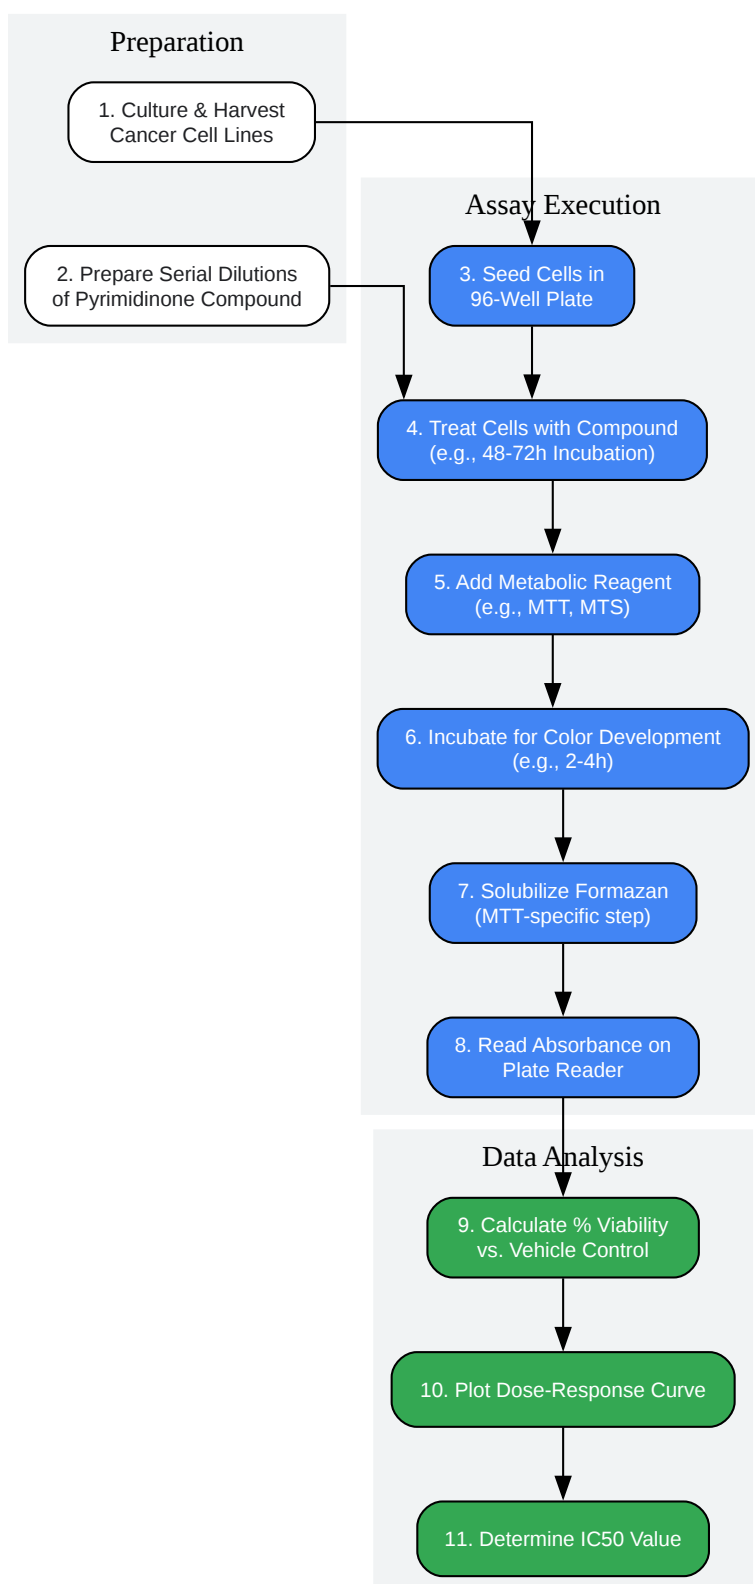 Preparation
1. Culture & Harvest
Cancer Cell Lines
2. Prepare Serial Dilutions
of Pyrimidinone Compound
Assay Execution
3. Seed Cells in
96-Well Plate
4. Treat Cells with Compound
(e.g., 48-72h Incubation)
5. Add Metabolic Reagent
(e.g., MTT, MTS)
6. Incubate for Color Development
(e.g., 2-4h)
7. Solubilize Formazan
(MTT-specific step)
8. Read Absorbance on
Plate Reader
Data Analysis
9. Calculate % Viability
vs. Vehicle Control
10. Plot Dose-Response Curve
11. Determine IC50 Value